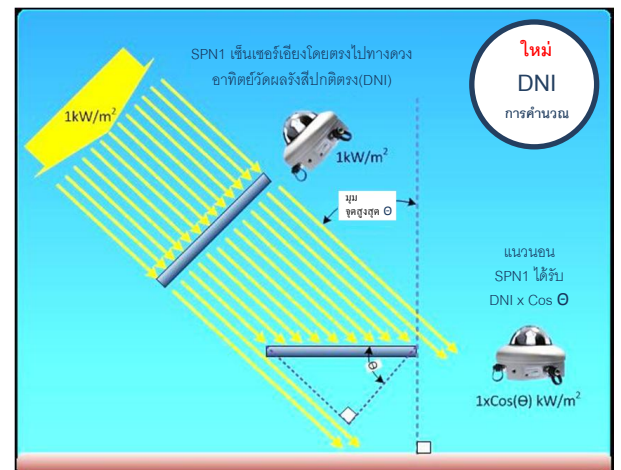 SPN1 เซ็นเซอร์เอียงโดยตรงไปทางดวง
อาทิตย์วัดผลรังสีปกติตรง(DNI)
ใหม่
DNI
การคำนวณ
1kW/m²
1kW/m²
มุม
จุดสูงสุด Θ
แนวนอน
SPN1 ได้รับ
DNI x Cos Θ
Θ
1xCos(Θ) kW/m²